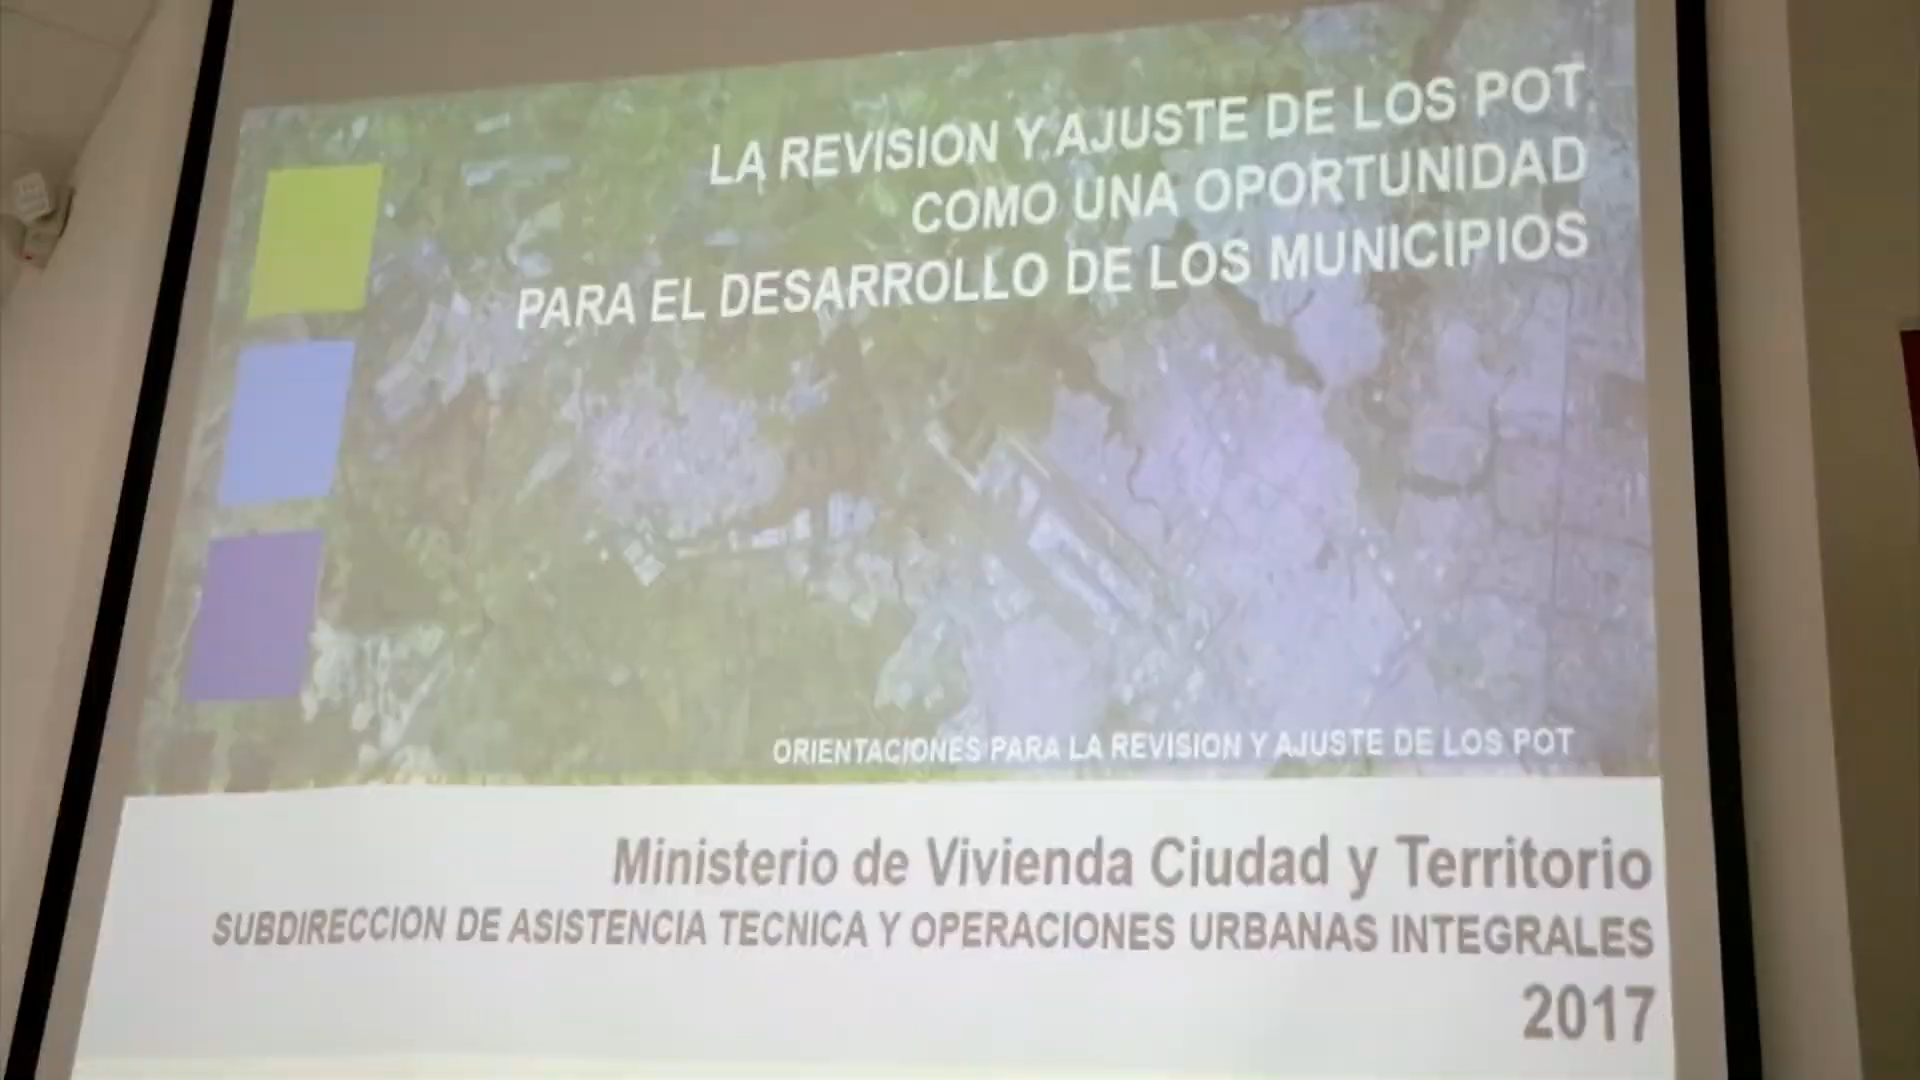 LA REVISION Y AJUSTE DE LOS POT
COMO UNA OPORTUNIDAD
PARA EL DESARROLLO DE LOS MUNICIPIOS
ORIENTACIONES PARA LA REVISION Y AJUSTE DE LOS POT
Ministerio de Vivienda Ciudad y Territorio
SUBDIRECCION DE ASISTENCIA TECNICA Y OPERACIONES URBANAS INTEGRALES
2017